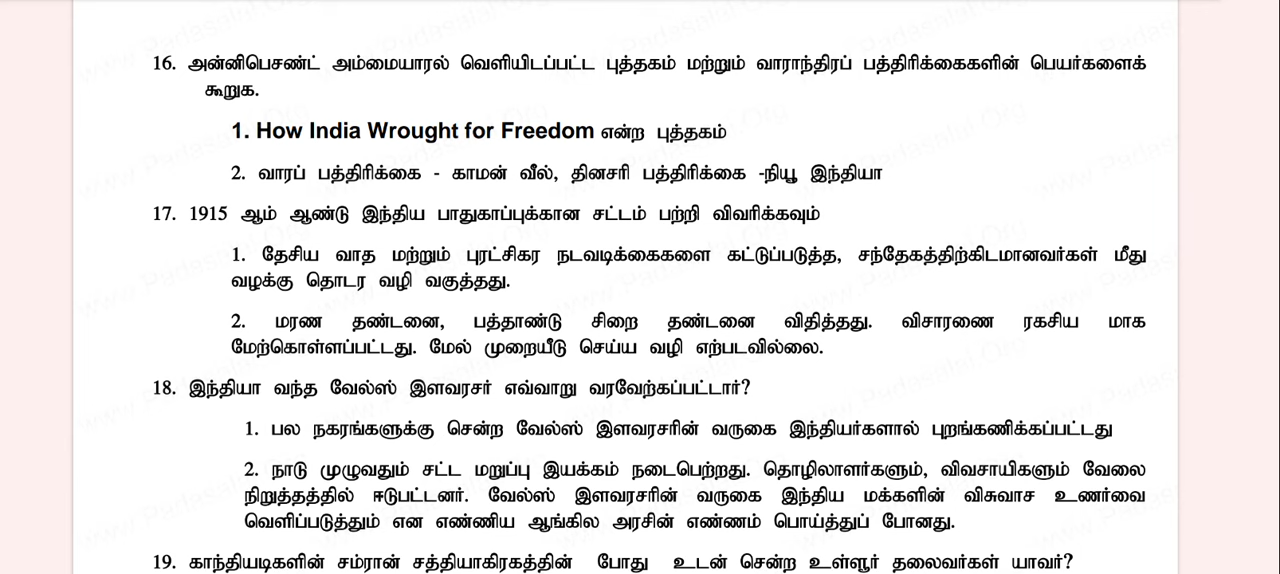 16. அன்னிபெசண்ட் அம்மையாரல் வெளியிடப்பட்ட புத்தகம் மற்றும் வாராந்திரப் பத்திரிக்கைகளின் பெயர்களைக்
கூறுக.
1. How India Wrought for Freedom என்ற புத்தகம்
2. வாரப் பத்திரிக்கை - காமன் வீல், தினசரி பத்திரிக்கை -நியூ இந்தியா
17. 1915 ஆம் ஆண்டு இந்திய பாதுகாப்புக்கான சட்டம் பற்றி விவரிக்கவும்
1. தேசிய வாத மற்றும் புரட்சிகர நடவடிக்கைகளை கட்டுப்படுத்த, சந்தேகத்திற்கிடமானவர்கள் மீது
வழக்கு தொடர வழி வகுத்தது.
2. மரண தண்டனை, பத்தாண்டு சிறை தண்டனை விதித்தது. விசாரணை ரகசிய மாக
மேற்கொள்ளப்பட்டது. மேல் முறையீடு செய்ய வழி எற்படவில்லை.
18. இந்தியா வந்த வேல்ஸ் இளவரசர் எவ்வாறு வரவேற்கப்பட்டார்?
1. பல நகரங்களுக்கு சென்ற வேல்ஸ் இளவரசரின் வருகை இந்தியர்களால் புறங்கணிக்கப்பட்டது
2. நாடு முழுவதும் சட்ட மறுப்பு இயக்கம் நடைபெற்றது. தொழிலாளர்களும், விவசாயிகளும் வேலை
நிறுத்தத்தில் ஈடுபட்டனர். வேல்ஸ் இளவரசரின் வருகை இந்திய மக்களின் விசுவாச உணர்வை
வெளிப்படுத்தும் என எண்ணிய ஆங்கில அரசின் எண்ணம் பொய்த்துப் போனது.
19. காந்தியடிகளின் சம்ரான் சத்தியாகிரகத்தின் போது உடன் சென்ற உள்ளூர் தலைவர்கள் யாவர்?